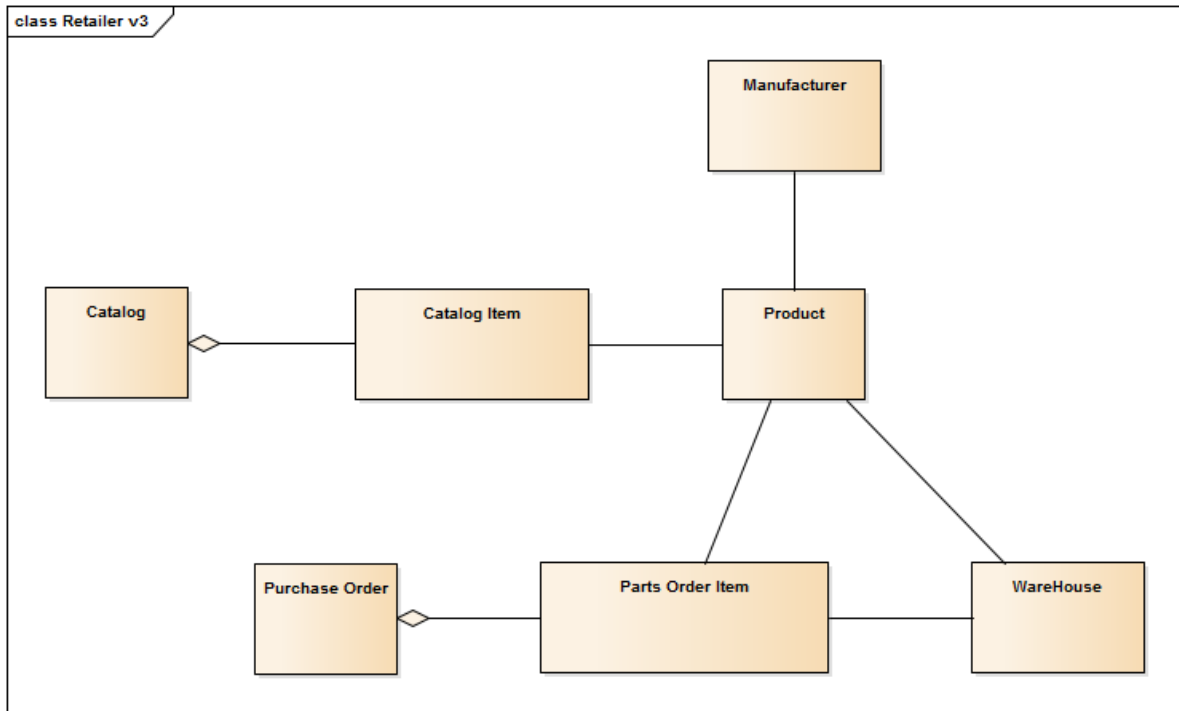 class Retailer v3
Manufacturer
Catalog
Catalog Item
Product
Purchase Order
Parts Order Item
WareHouse